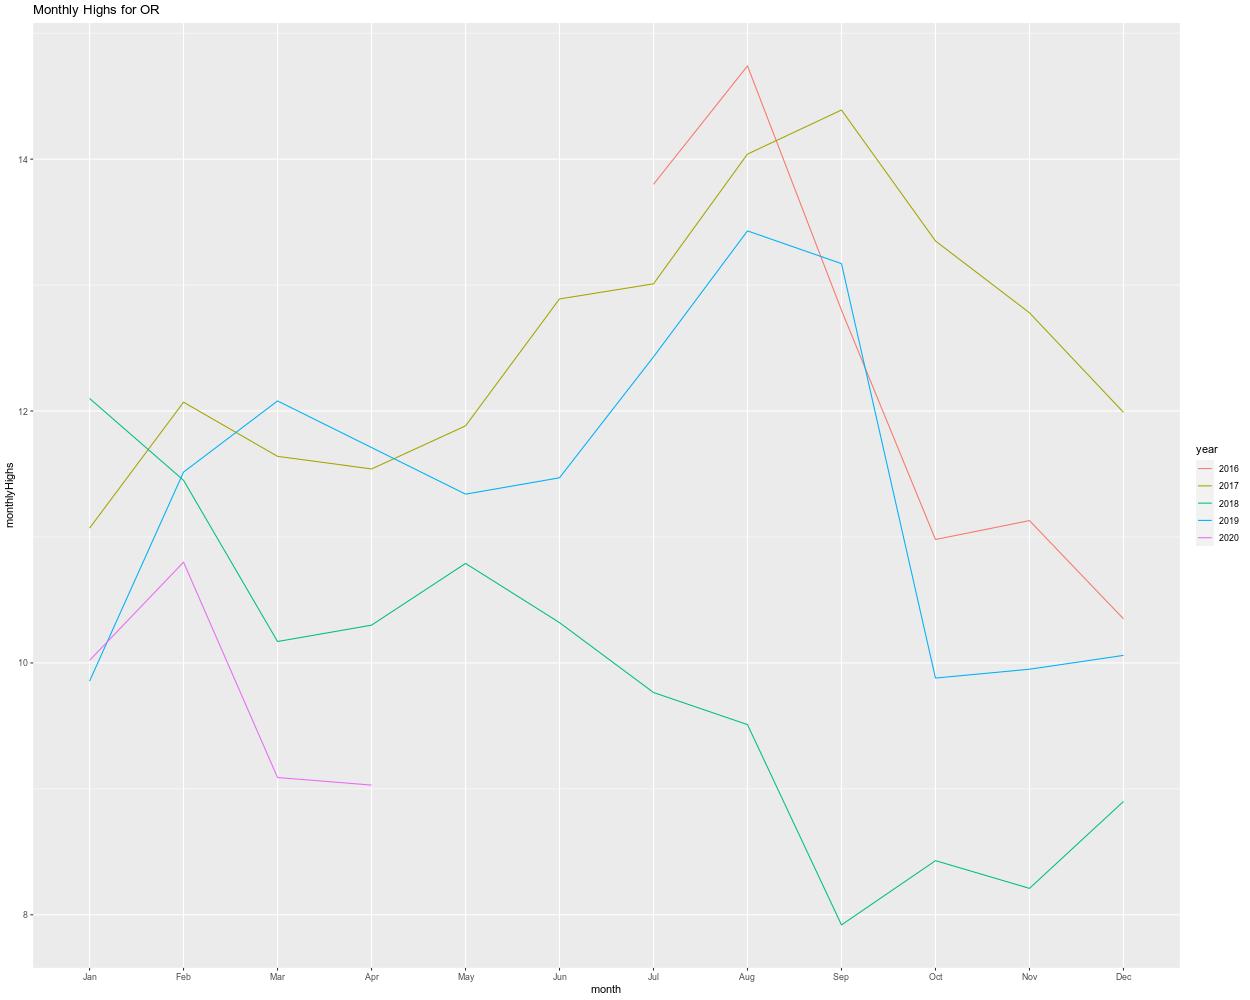 Monthly Highs for OR
monthlyHighs
14
12
10
8
Jan Feb Mar Apr May Jun Jul Aug Sep Oct Nov Dec
month
year
2016
2017
2018
2019
2020